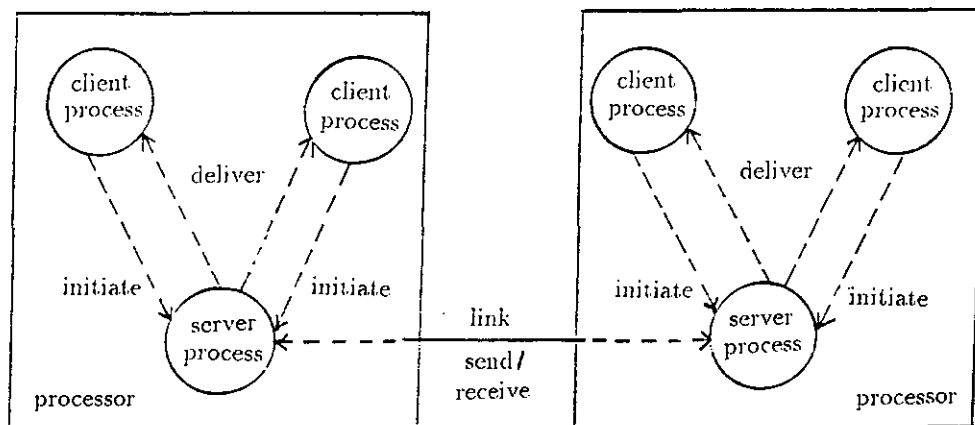 client
process
client
process
deliver
initiate
initiate
server
process
processor
link
send/
receive
client
process
client
process
deliver
initiate
initiate
server
process
processor